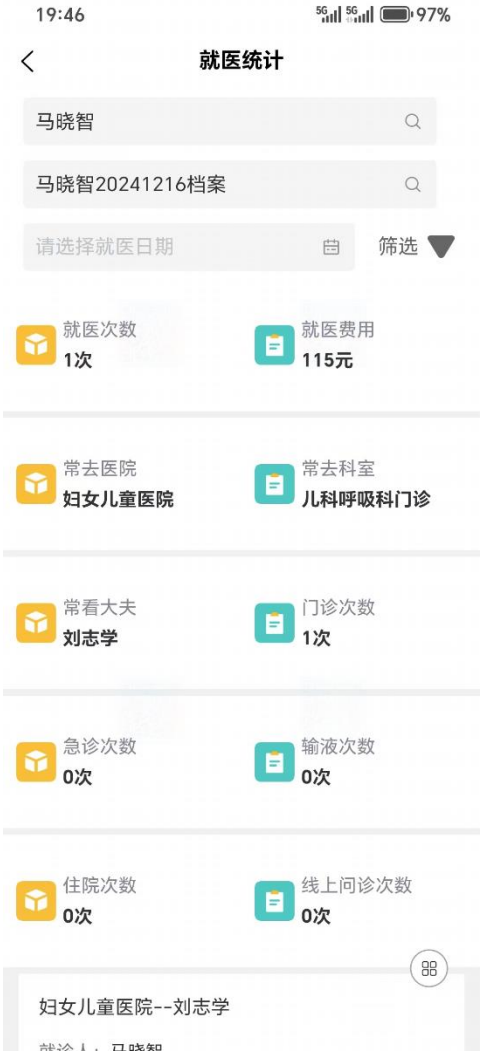 19:46
5G 5G 97%
就医统计
马晓智
马晓智20241216档案
请选择就医日期 筛选
就医次数 就医费用
1次 115元
常去医院 常去科室
妇女儿童医院 儿科呼吸科门诊
常看大夫 门诊次数
刘志学 1次
急诊次数 输液次数
0次 0次
住院次数 线上问诊次数
0次 0次
妇女儿童医院--刘志学
就诊人：马晓智